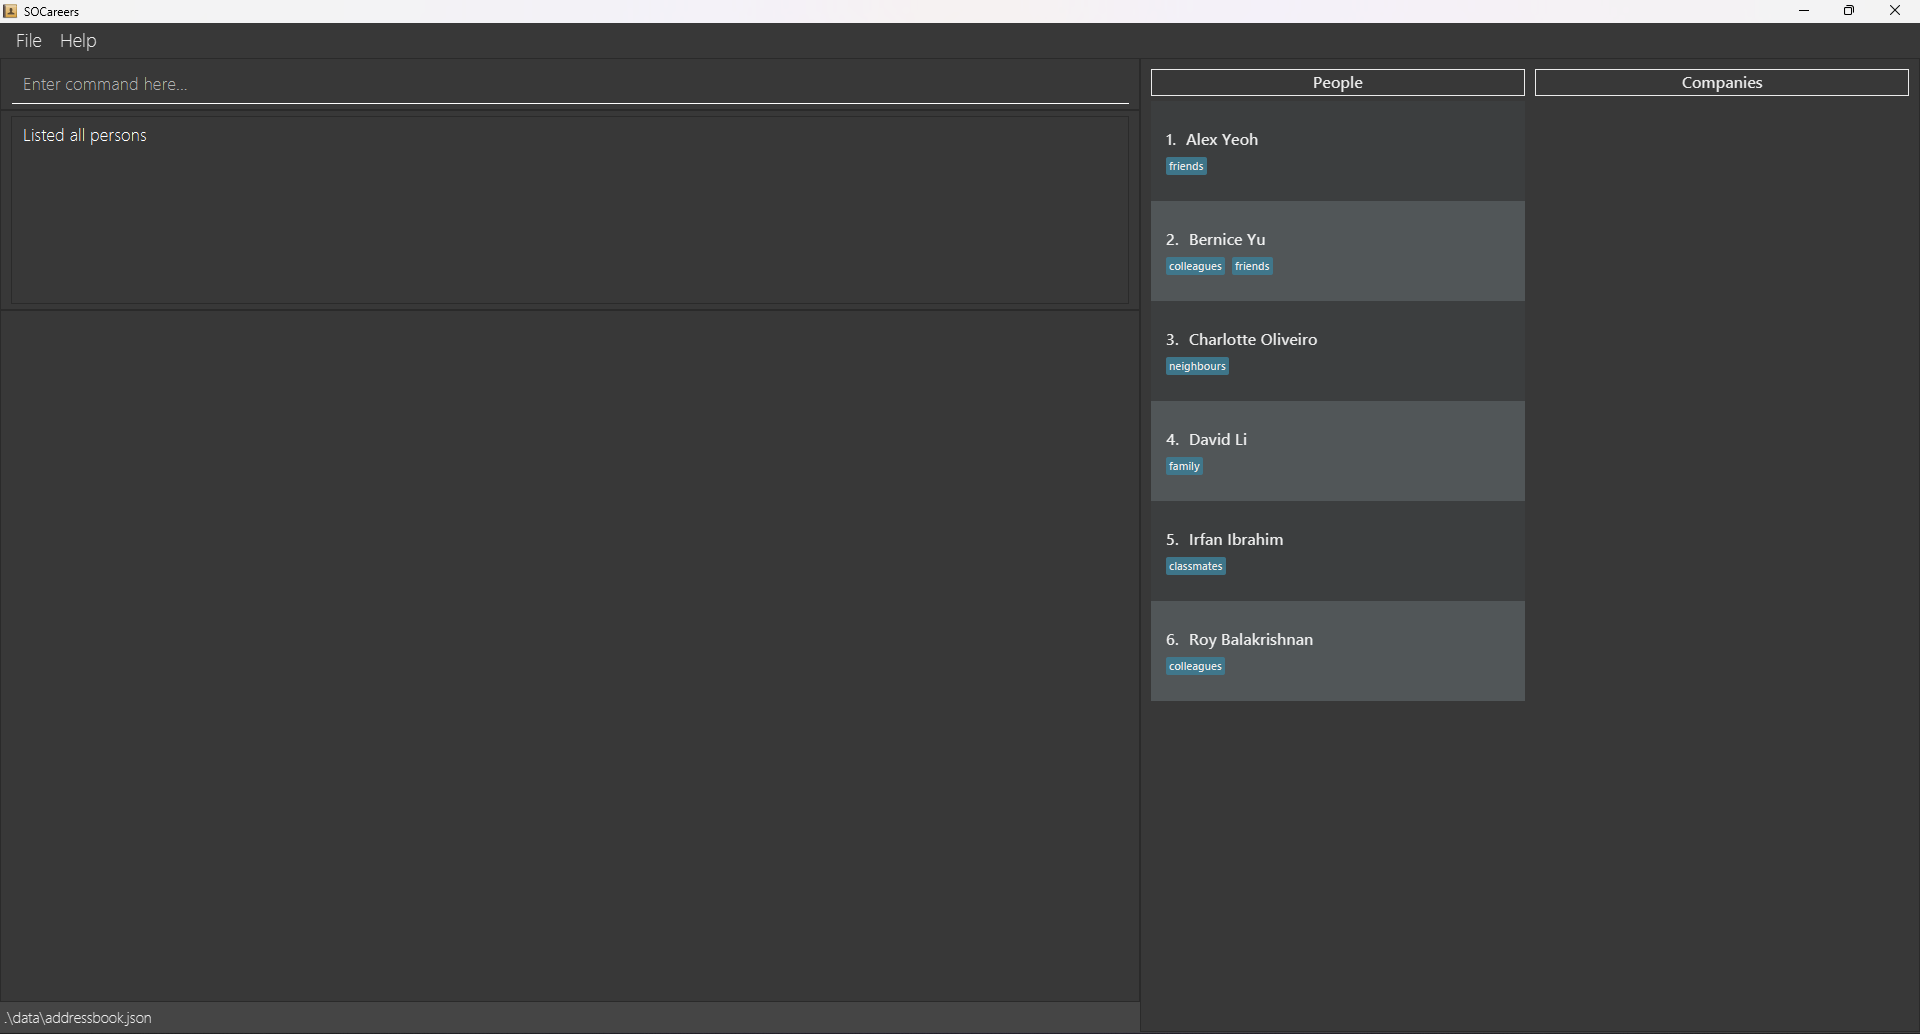 SOCareers
File Help
Enter command here...
Listed all persons
People
Companies
1. Alex Yeoh
friends
2. Bernice Yu
colleagues friends
3. Charlotte Oliveiro
neighbours
4. David Li
family
5. Irfan Ibrahim
classmates
6. Roy Balakrishnan
colleagues
.\data\addressbook.json